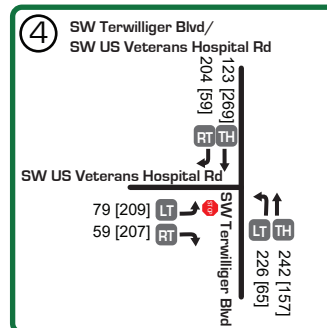 4
SW Terwilliger Blvd/
SW US Veterans Hospital Rd
204 [59]
123 [269]
RT TH
SW US Veterans Hospital Rd
79 [209] LT
STOP
59 [207] RT
SW Terwilliger Blvd
LT TH
226 [65]
242 [157]